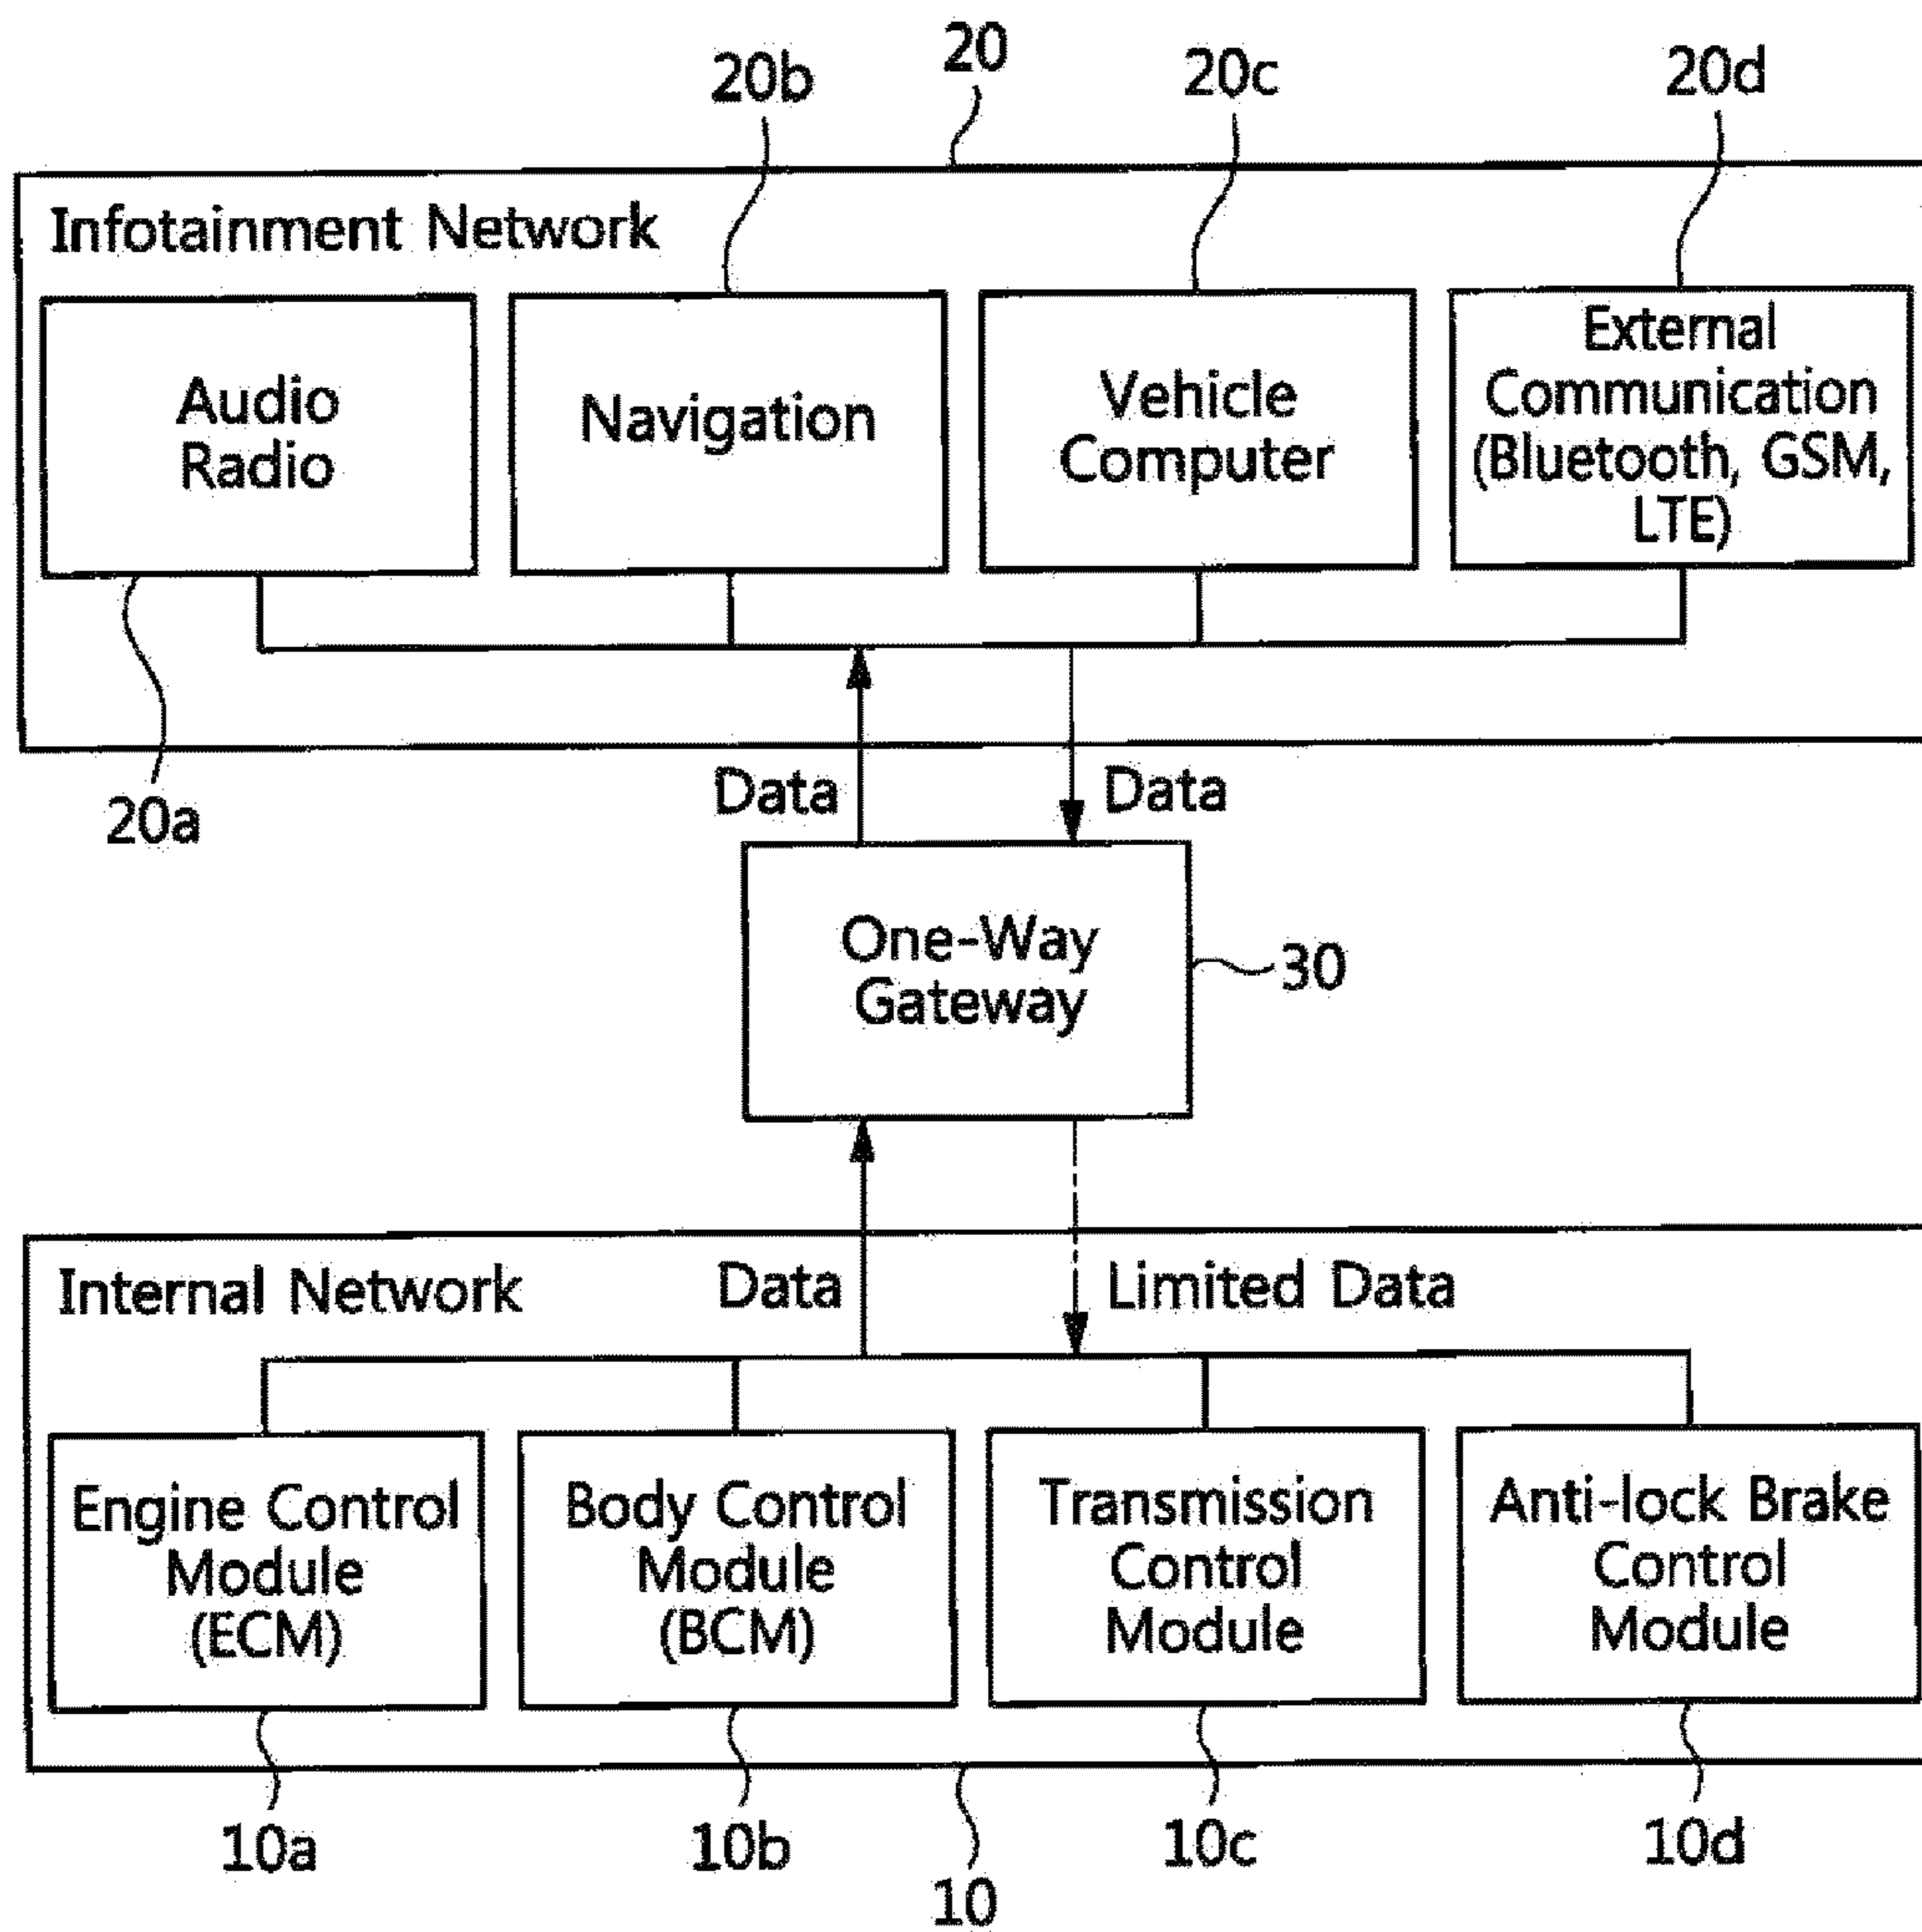 20
20b
20c
20d
Infotainment Network
Audio
Radio
Navigation
Vehicle
Computer
External
Communication
(Bluetooth, GSM,
LTE)
20a
Data
Data
One-Way
Gateway
30
Internal Network
Data
Limited Data
Engine Control
Module
(ECM)
Body Control
Module
(BCM)
Transmission
Control
Module
Anti-lock Brake
Control
Module
10a
10b
10c
10d
10